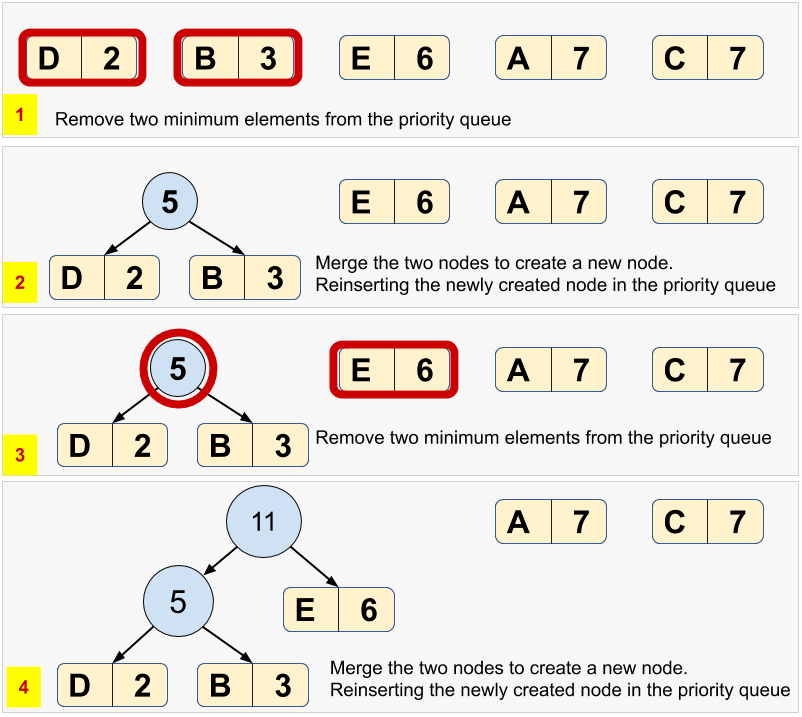 D 2 B 3 E 6 A 7 C 7
1 Remove two minimum elements from the priority queue
5 E 6 A 7 C 7
D 2 B 3
Merge the two nodes to create a new node.
2 Reinserting the newly created node in the priority queue
5 E 6 A 7 C 7
D 2 B 3
3 Remove two minimum elements from the priority queue
11 A 7 C 7
5 E 6
D 2 B 3
Merge the two nodes to create a new node.
4 Reinserting the newly created node in the priority queue